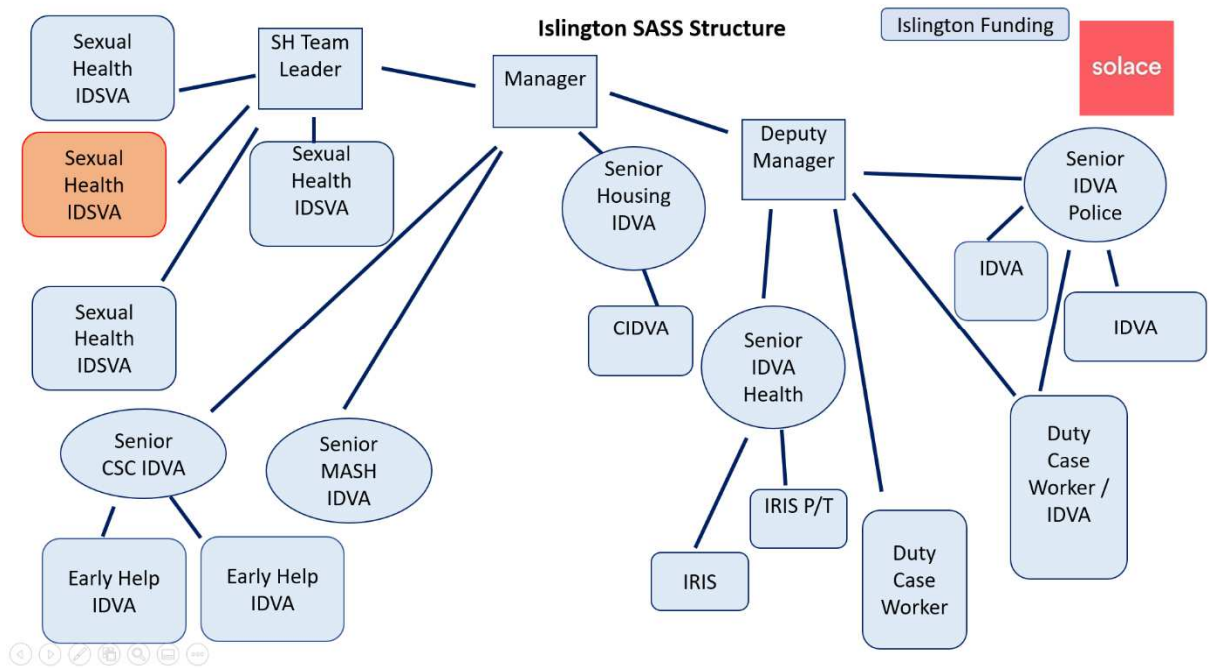 Islington SASS Structure
Islington Funding
solace
Sexual
Health
IDSVA
SH Team
Leader
Manager
Deputy
Manager
Senior
IDVA
Police
Sexual
Health
IDSVA
Sexual
Health
IDSVA
Senior
Housing
IDVA
IDVA
IDVA
Sexual
Health
IDSVA
CIDVA
Senior
IDVA
Health
Senior
CSC IDVA
Senior
MASH
IDVA
Duty
Case
Worker /
IDVA
IRIS P/T
Early Help
IDVA
Early Help
IDVA
IRIS
Duty
Case
Worker